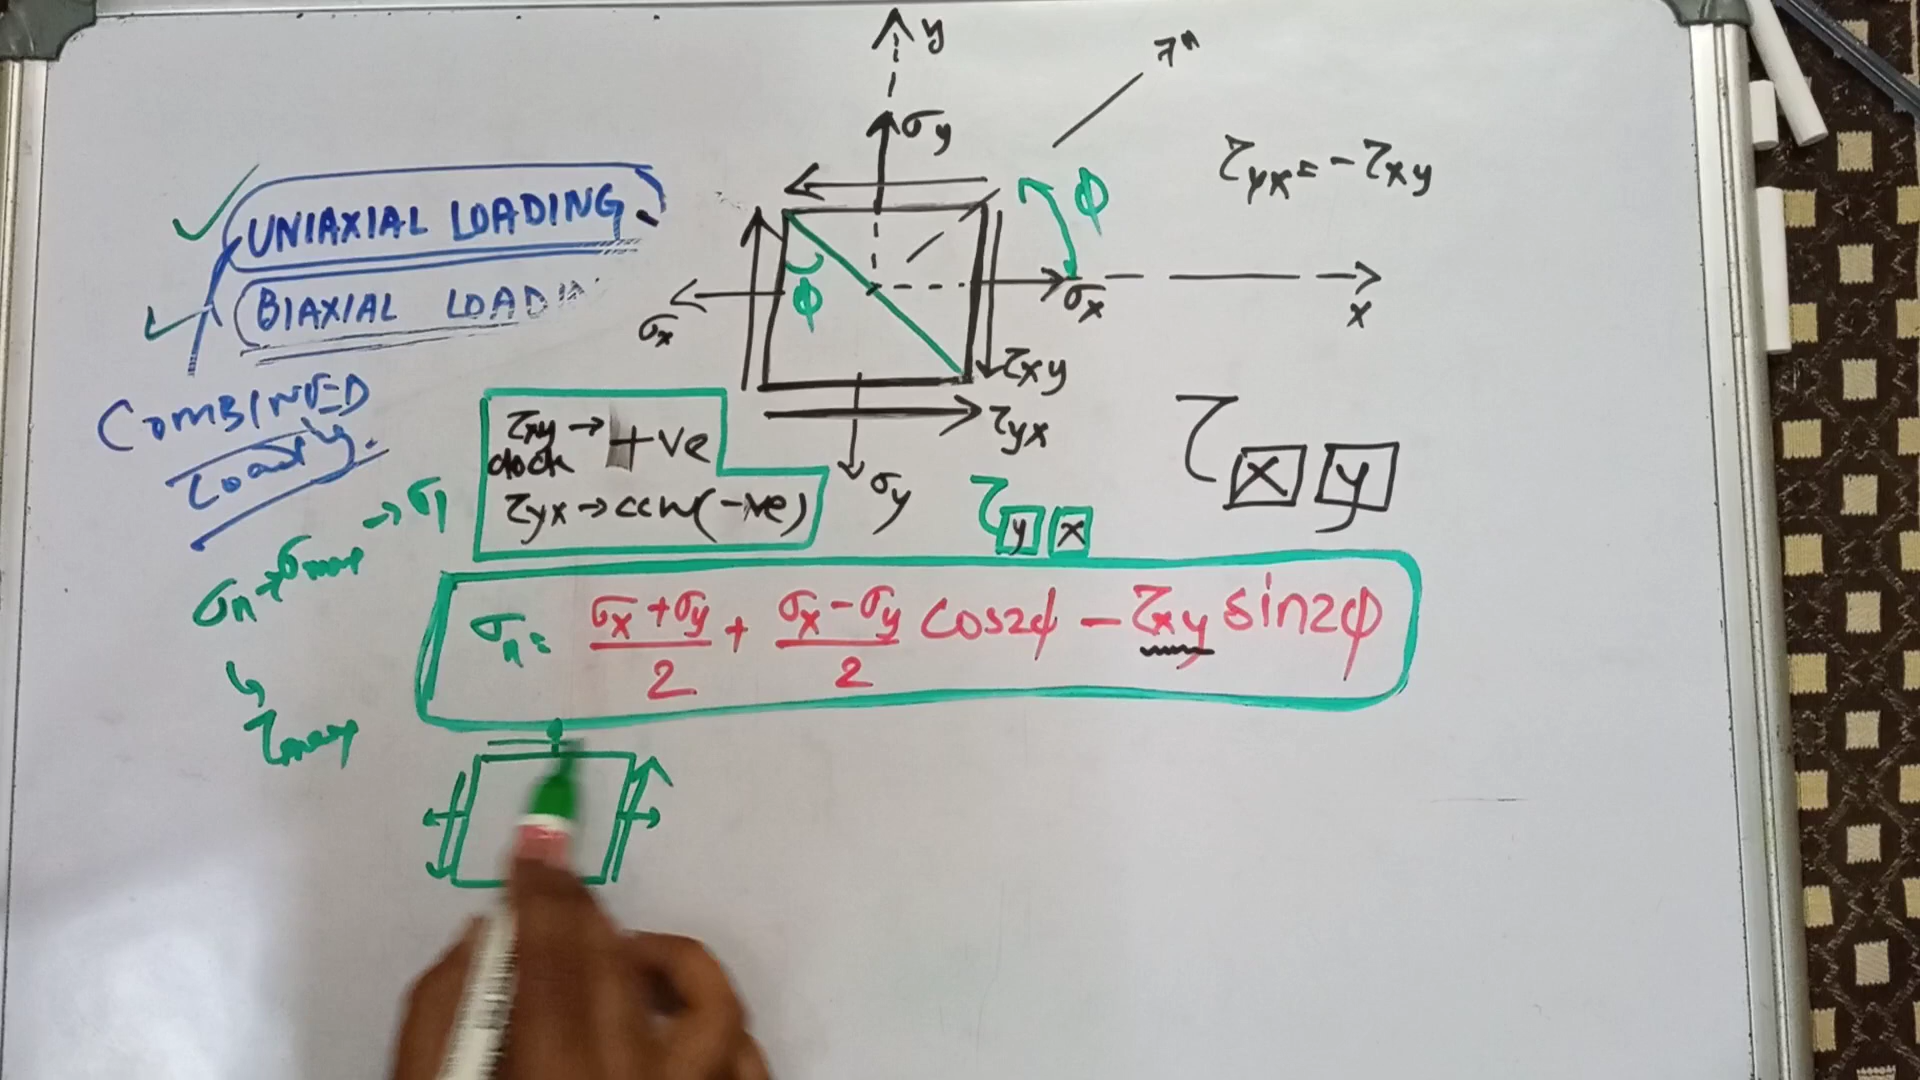 y
n
σy
τyx = -τxy
φ
UNIAXIAL LOADING
BIAXIAL LOADIN
φ
σx
σx
x
τxy
COMBINED
τyx
τxy → +ve
clock
τyx → ccw (-ve)
σy
τ y x
τ x y
→ σ1
σn → σmax
σn = σx + σy / 2 + σx - σy / 2 cos2φ - τxy sin2φ
τmax